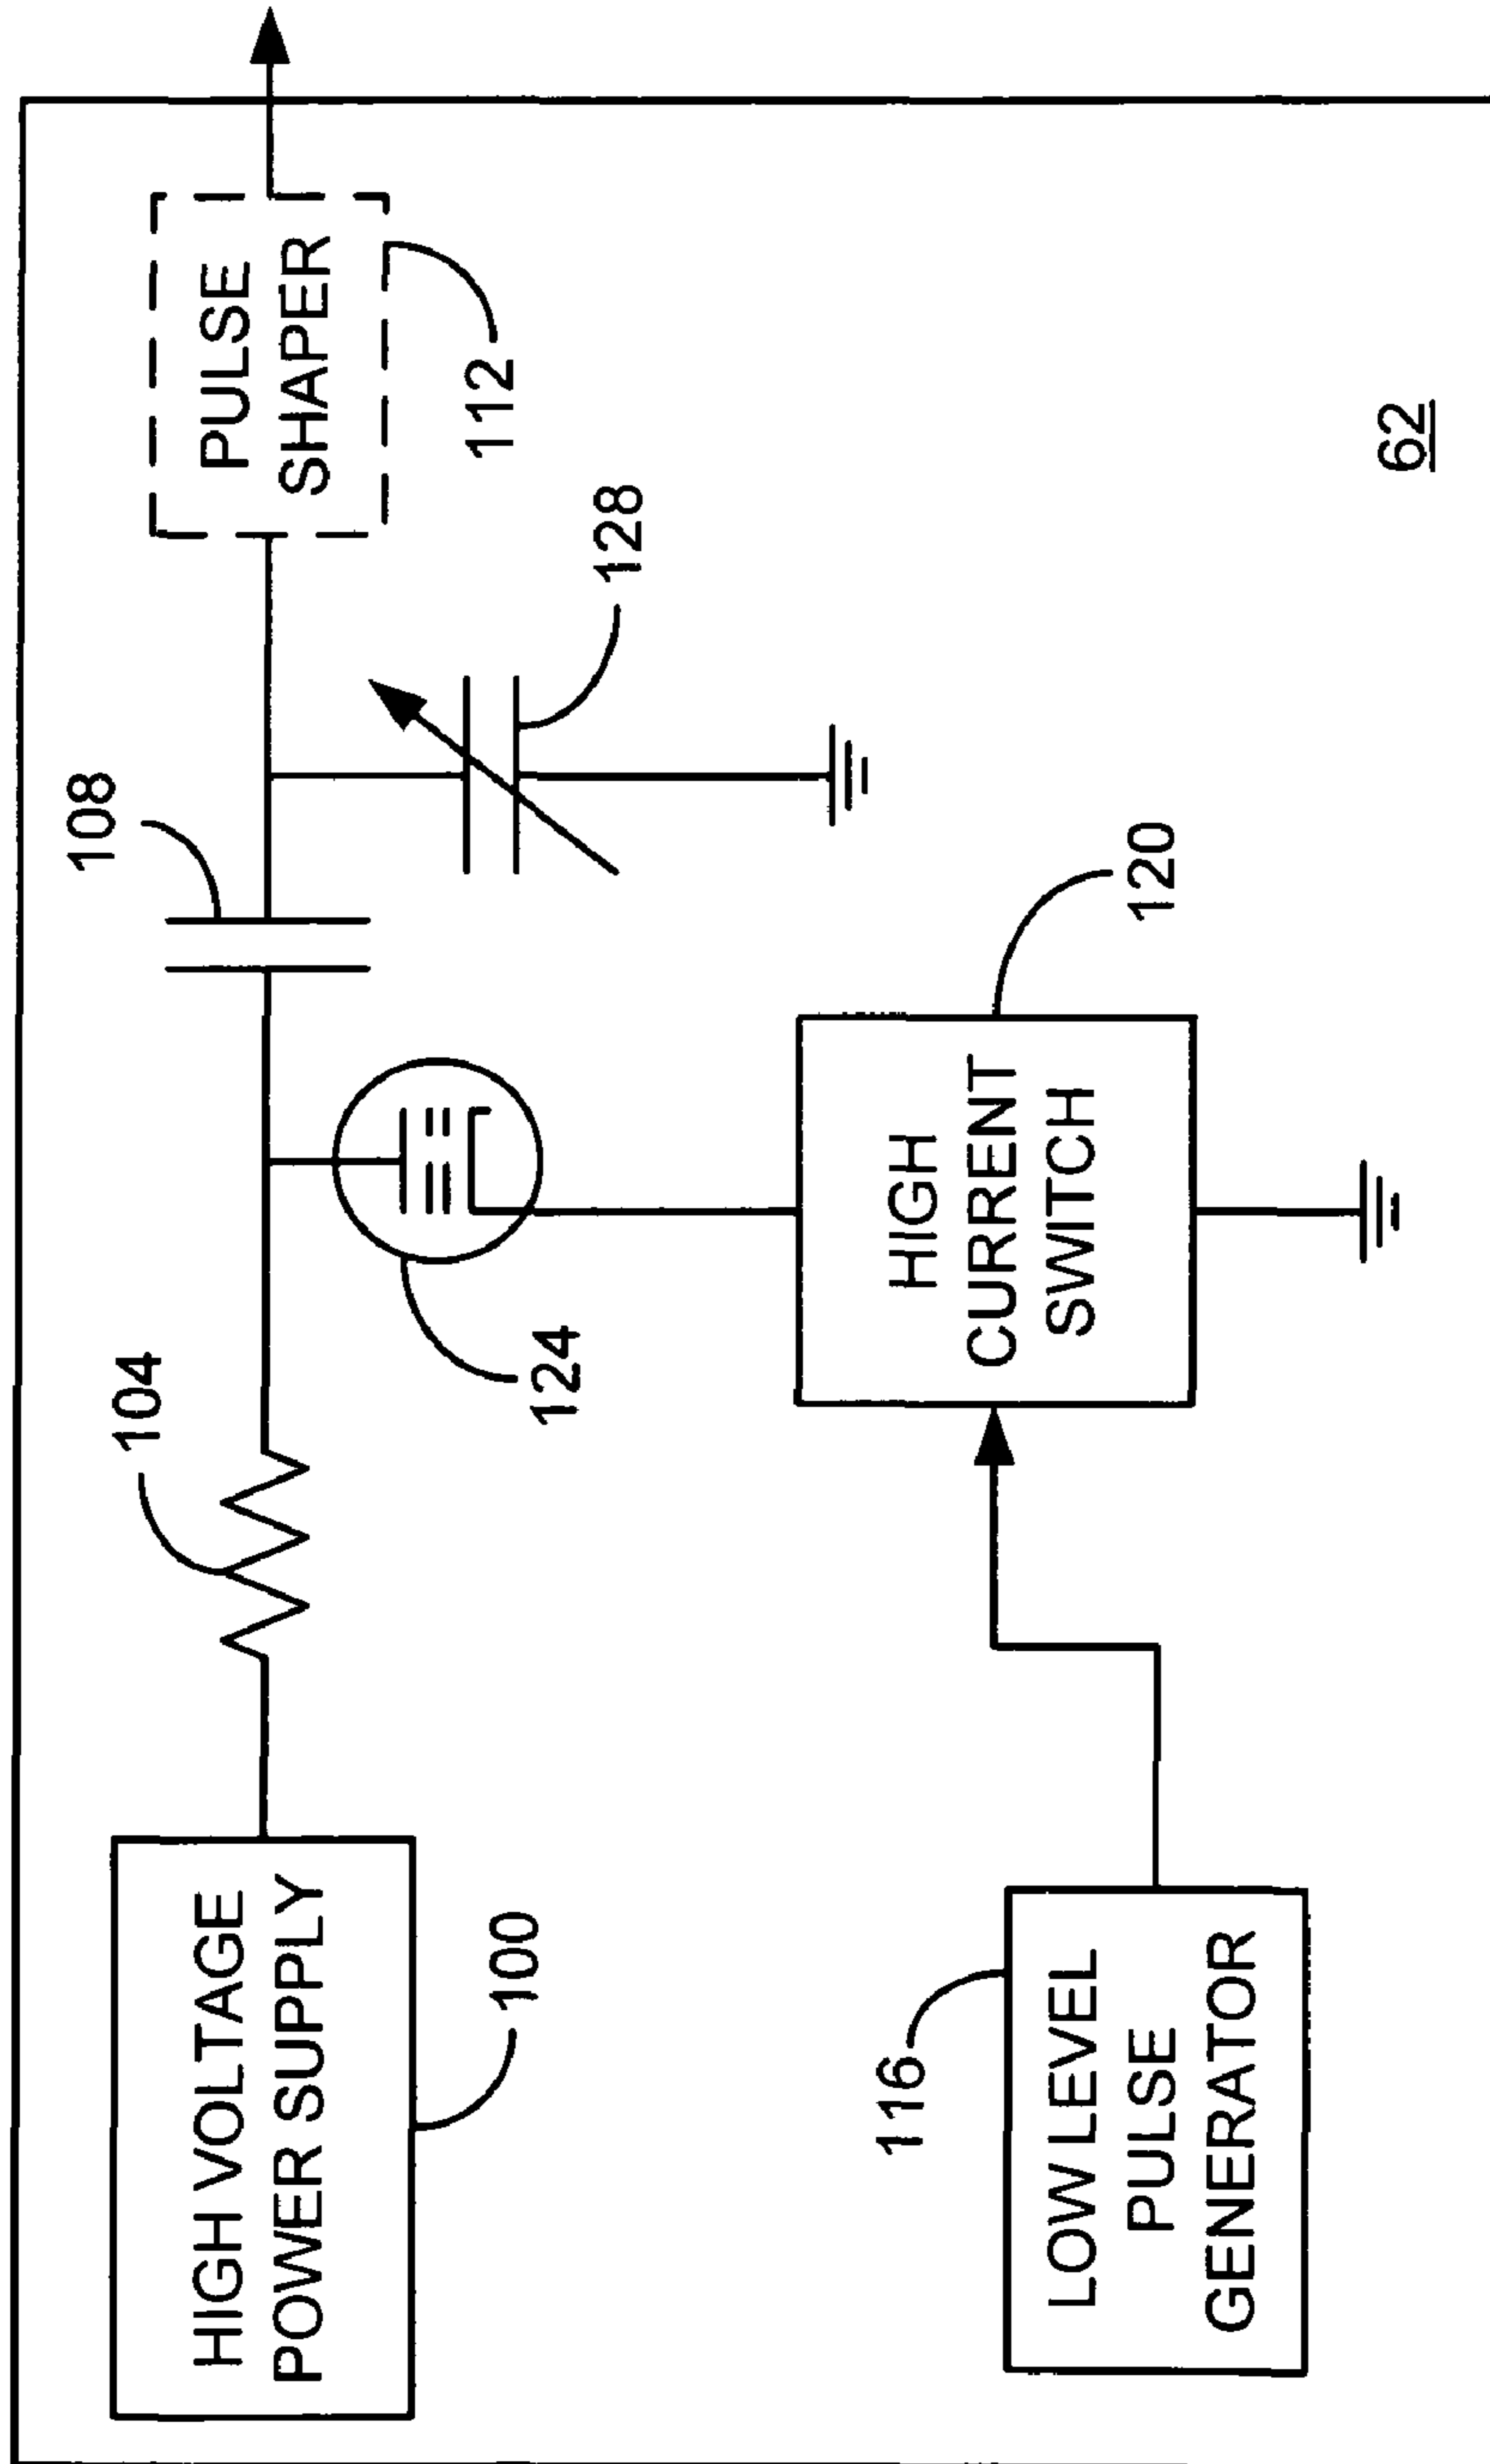 HIGH VOLTAGE
POWER SUPPLY
100
104
108
PULSE
SHAPER
112
128
124
LOW LEVEL
PULSE
GENERATOR
116
HIGH
CURRENT
SWITCH
120
62